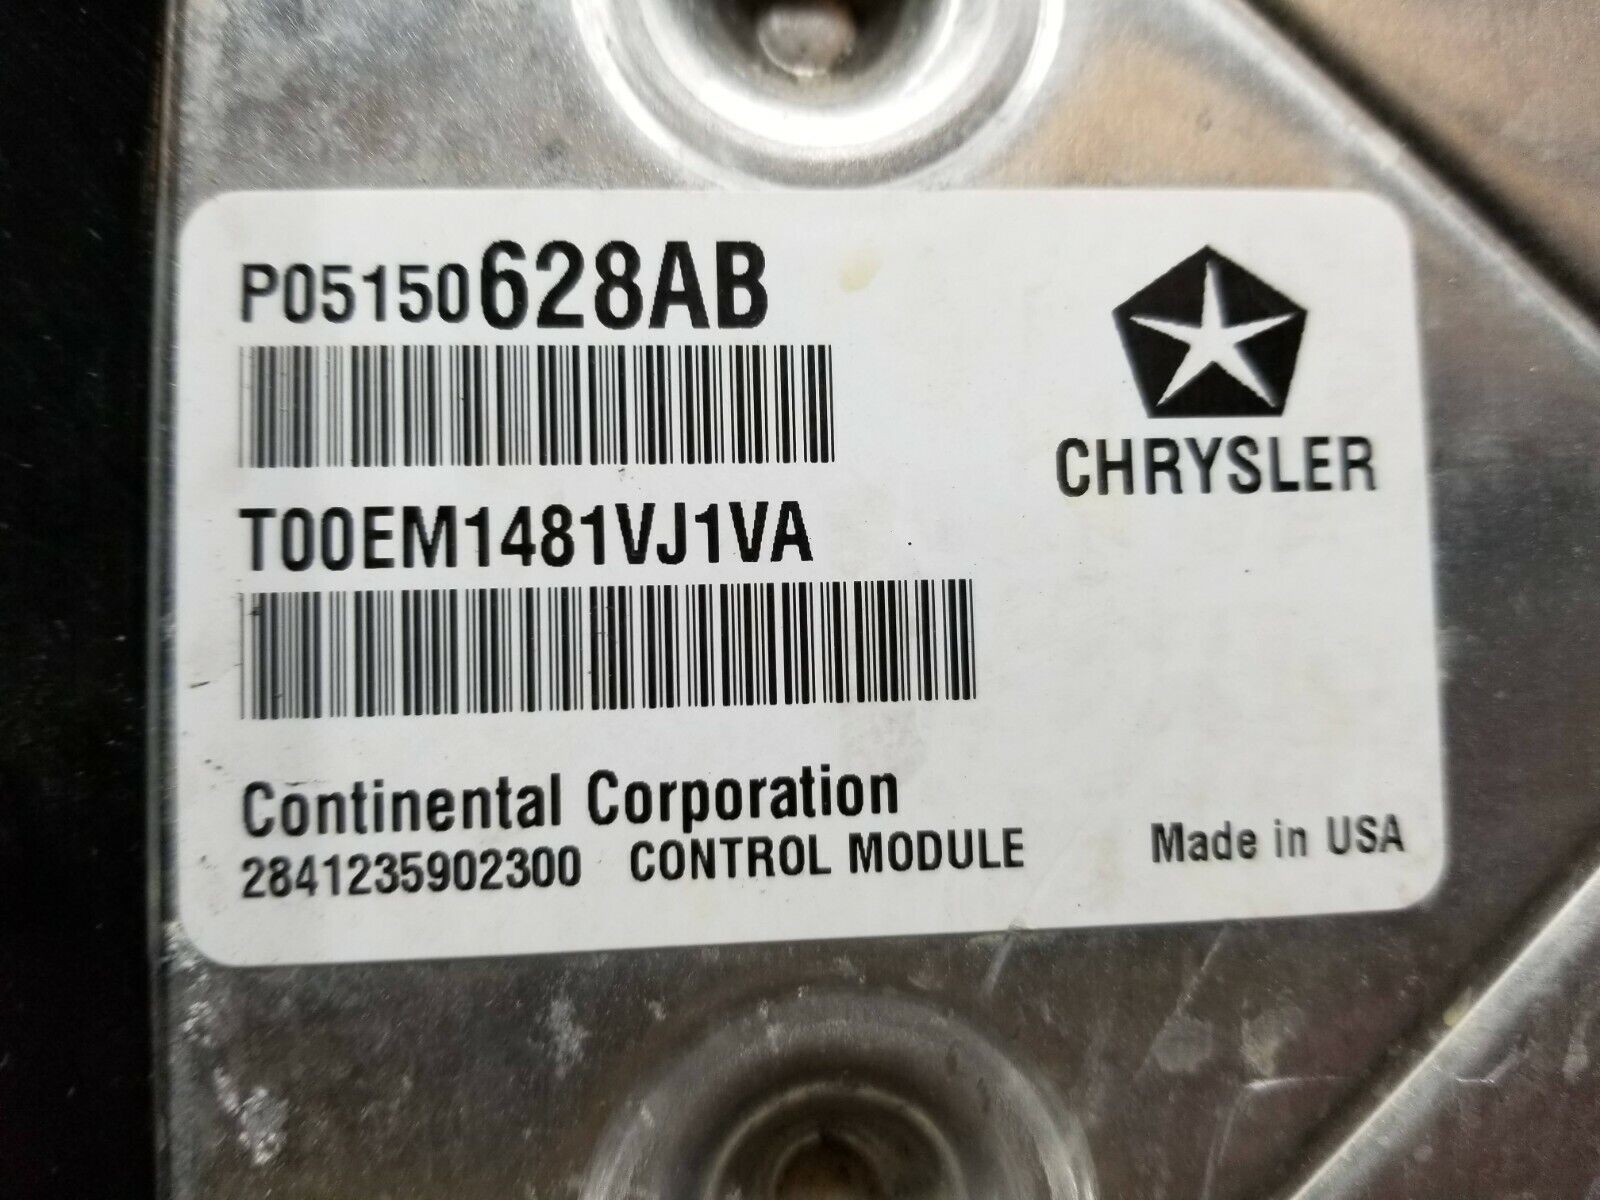 P05150628AB
CHRYSLER
T00EM1481VJ1VA
Continental Corporation
2841235902300 CONTROL MODULE Made in USA